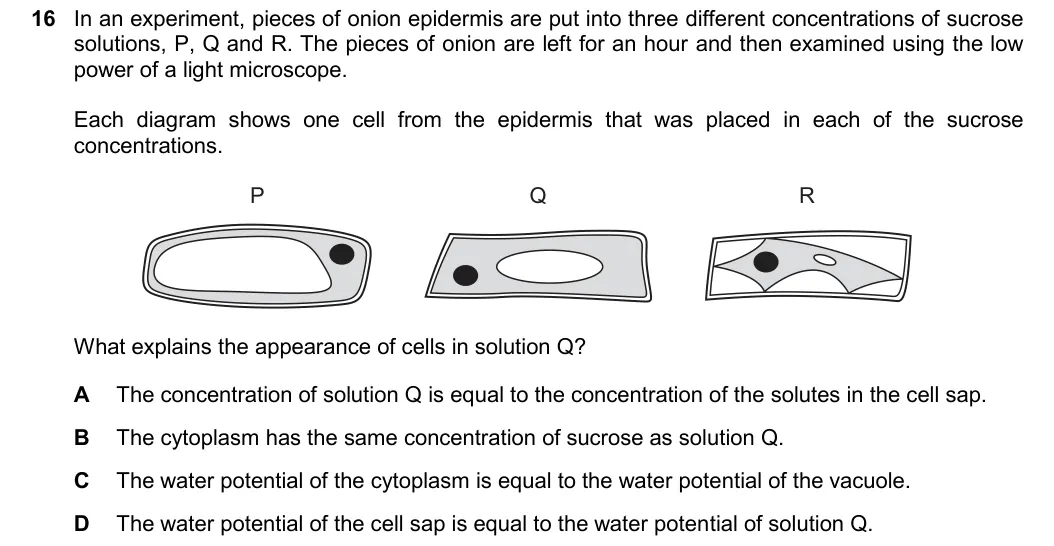 16 In an experiment, pieces of onion epidermis are put into three different concentrations of sucrose
solutions, P, Q and R. The pieces of onion are left for an hour and then examined using the low
power of a light microscope.
Each diagram shows one cell from the epidermis that was placed in each of the sucrose
concentrations.
P Q R
What explains the appearance of cells in solution Q?
A The concentration of solution Q is equal to the concentration of the solutes in the cell sap.
B The cytoplasm has the same concentration of sucrose as solution Q.
C The water potential of the cytoplasm is equal to the water potential of the vacuole.
D The water potential of the cell sap is equal to the water potential of solution Q.